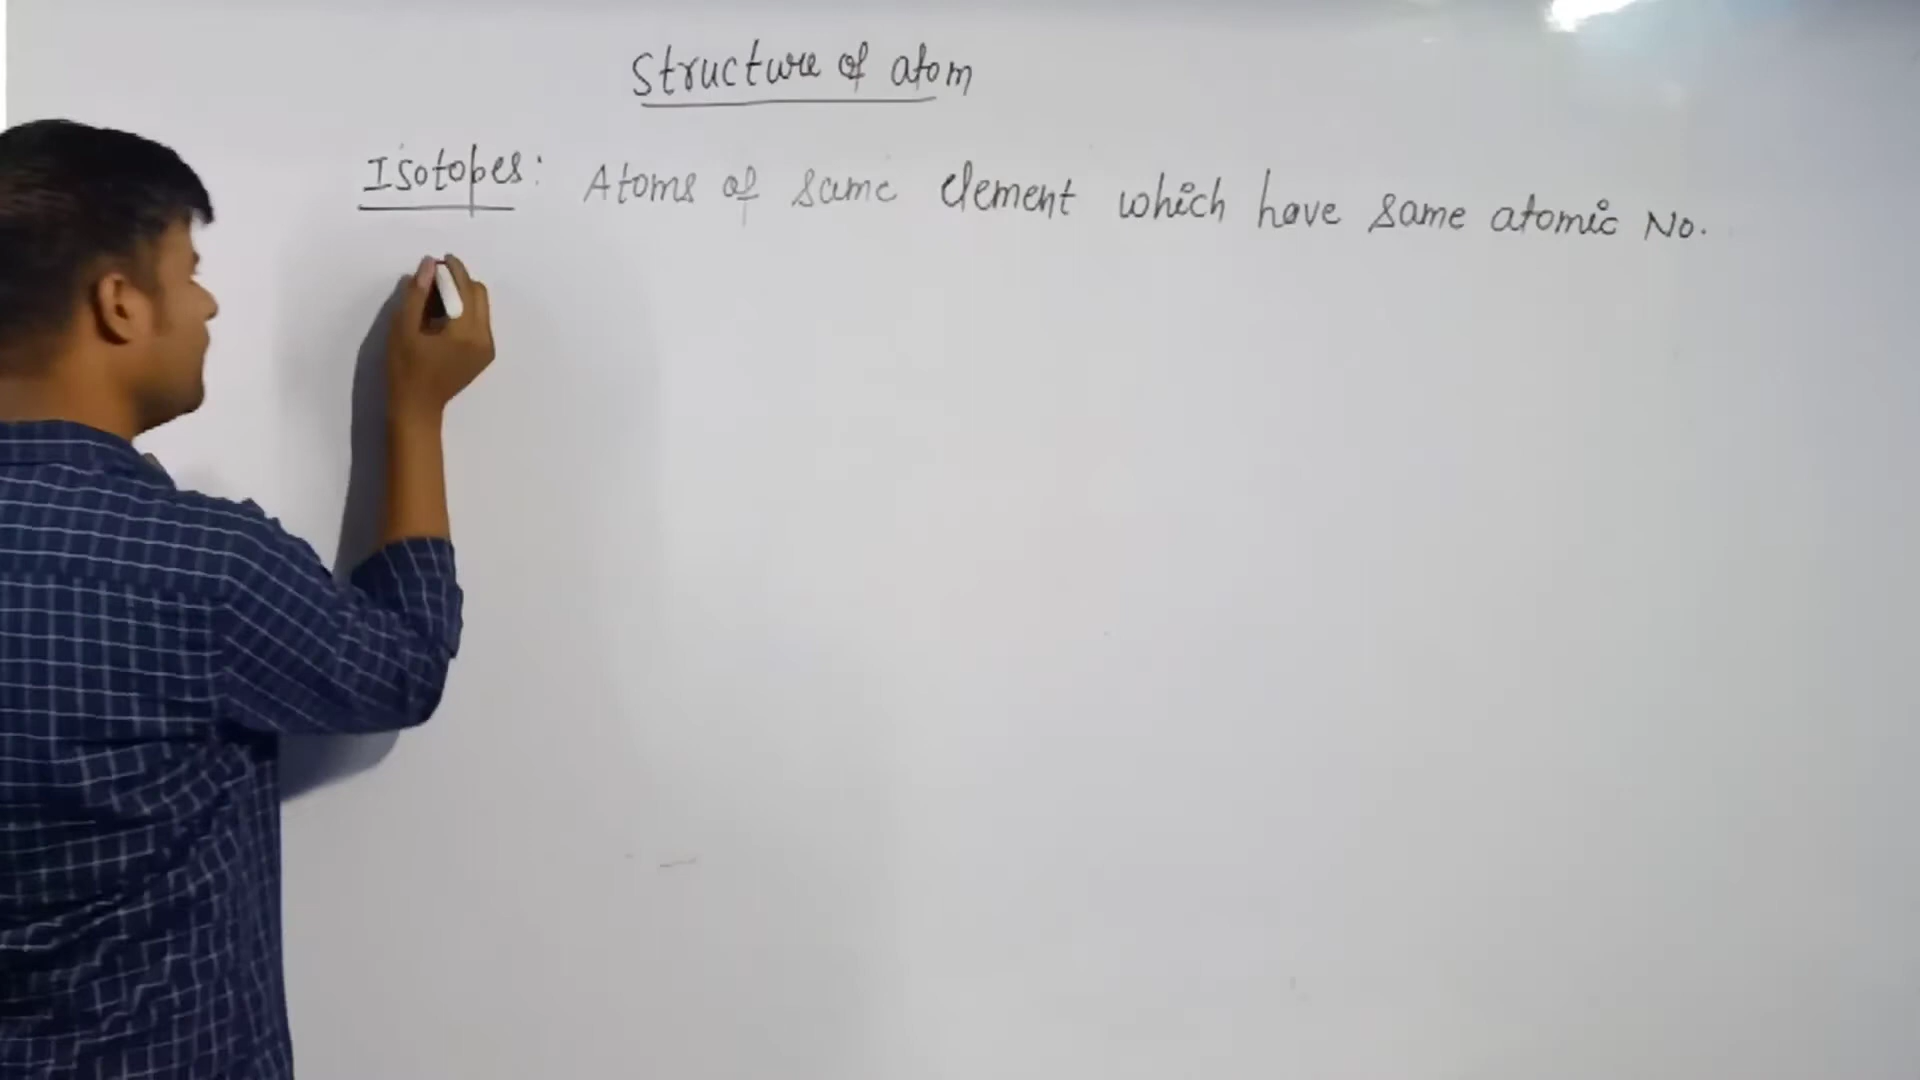 Structure of atom
Isotopes: Atoms of same element which have same atomic No.